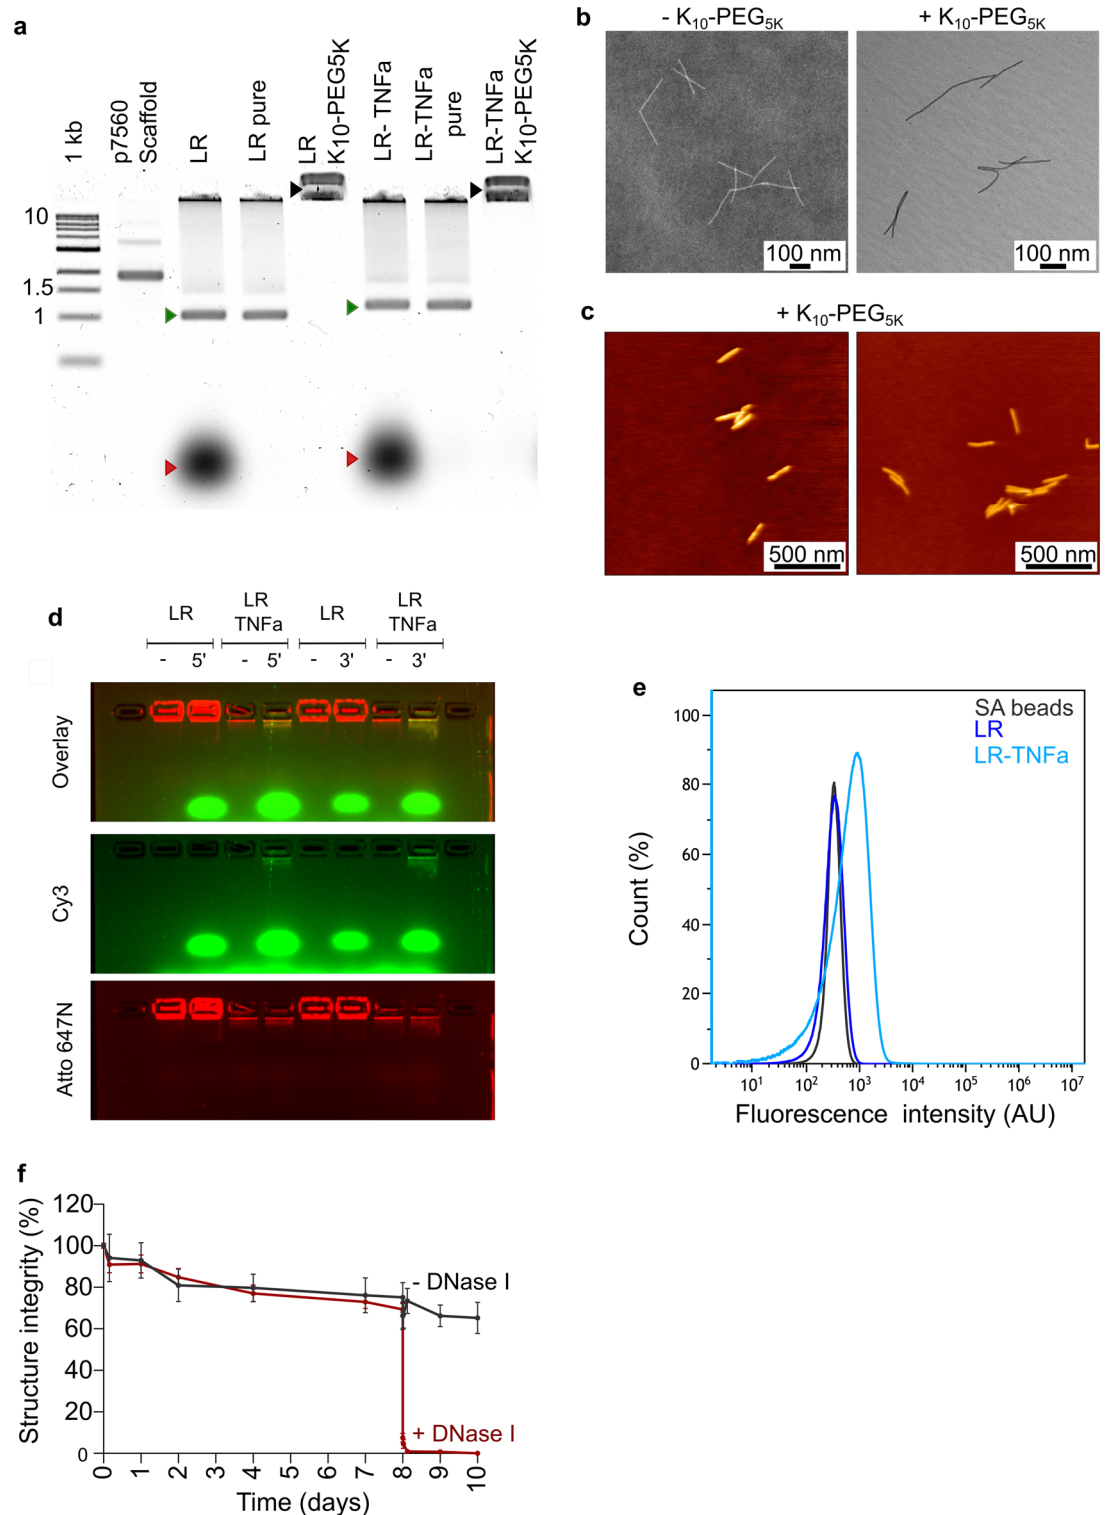 a
1 kb
p7560
Scaffold
LR
LR pure
LR
K10-PEG5K
LR- TNFa
LR-TNFa
pure
LR-TNFa
K10-PEG5K
10
1.5
1
b
- K10-PEG5K
+ K10-PEG5K
100 nm
100 nm
c
+ K10-PEG5K
500 nm
500 nm
d
LR
LR
TNFa
LR
LR
TNFa
- 5' - 5' - 3' - 3'
Overlay
Cy3
Atto 647N
e
SA beads
LR
LR-TNFa
100
80
60
40
20
0
Count (%)
10¹ 10² 10³ 10⁴ 10⁵ 10⁶ 10⁷
Fluorescence intensity (AU)
f
120
100
80
60
40
20
0
Structure integrity (%)
- DNase I
+ DNase I
0 1 2 3 4 5 6 7 8 9 10
Time (days)